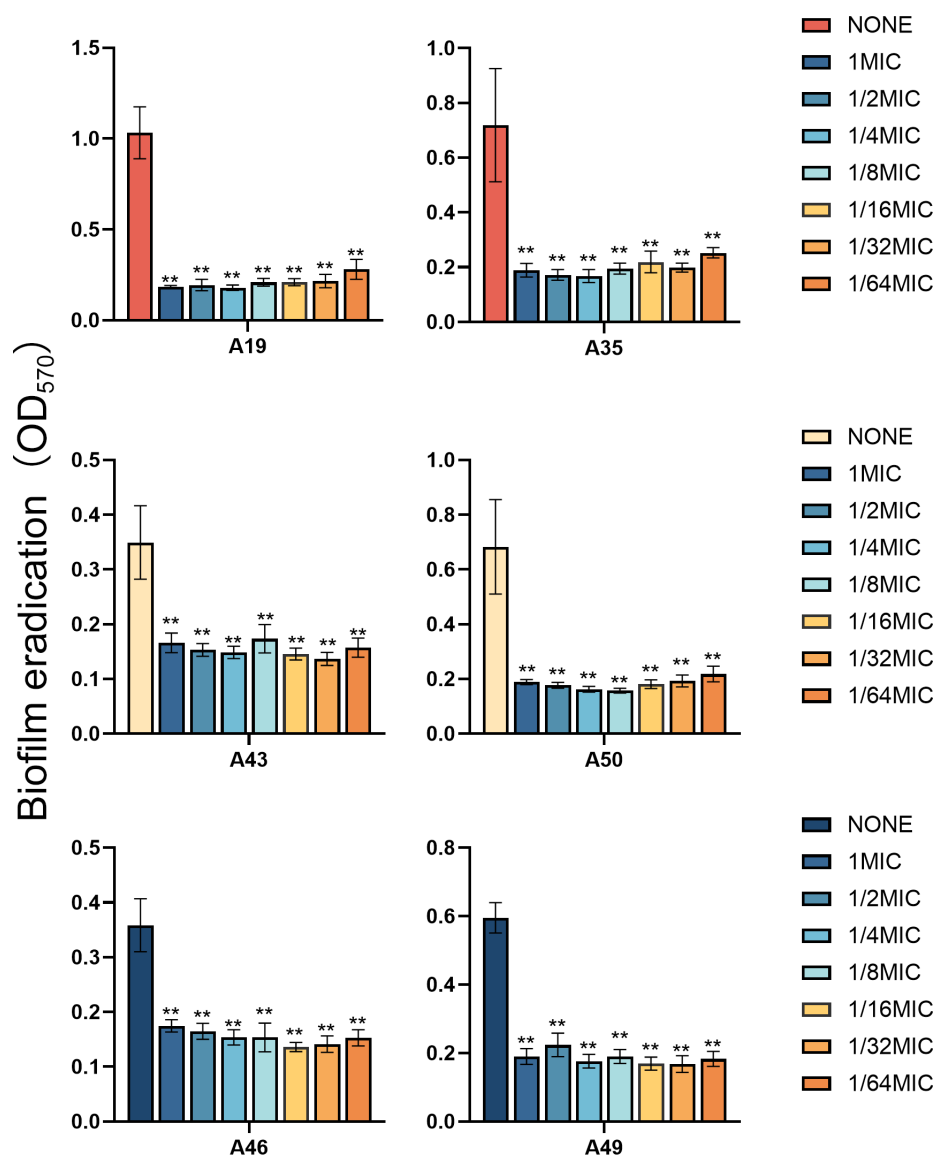 Biofilm eradication (OD570)
1.5
1.0
0.5
0.0
** ** ** ** ** ** **
A19
1.0
0.8
0.6
0.4
0.2
0.0
** ** ** ** ** ** **
A35
NONE
1MIC
1/2MIC
1/4MIC
1/8MIC
1/16MIC
1/32MIC
1/64MIC
0.5
0.4
0.3
0.2
0.1
0.0
** ** ** ** ** ** **
A43
1.0
0.8
0.6
0.4
0.2
0.0
** ** ** ** ** ** **
A50
NONE
1MIC
1/2MIC
1/4MIC
1/8MIC
1/16MIC
1/32MIC
1/64MIC
0.5
0.4
0.3
0.2
0.1
0.0
** ** ** ** ** ** **
A46
0.8
0.6
0.4
0.2
0.0
** ** ** ** ** ** **
A49
NONE
1MIC
1/2MIC
1/4MIC
1/8MIC
1/16MIC
1/32MIC
1/64MIC